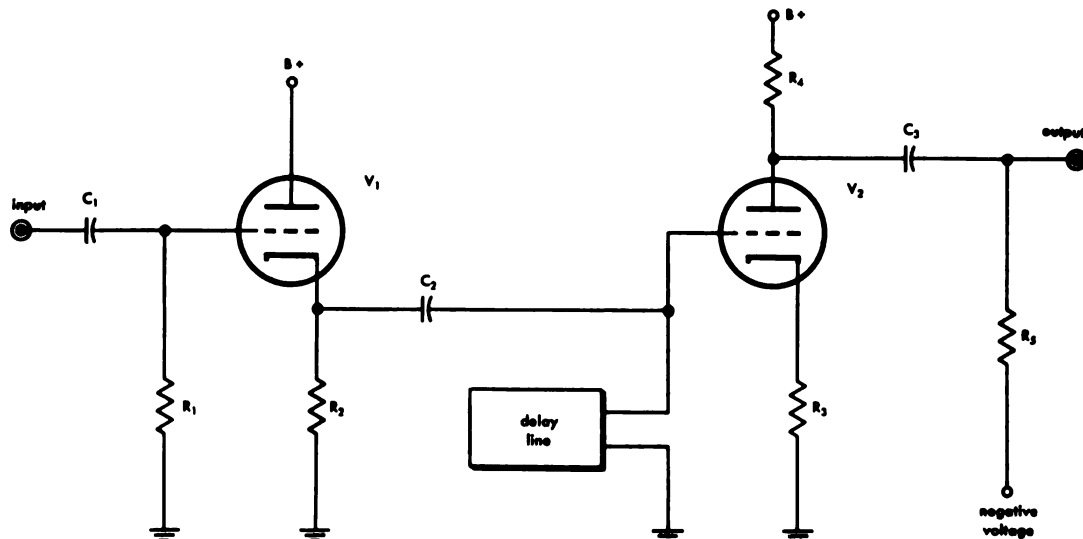 B+
R₄
B+
C₃
output
V₁
V₂
input
C₁
C₂
R₅
R₁
R₂
delay
line
R₃
negative
voltage